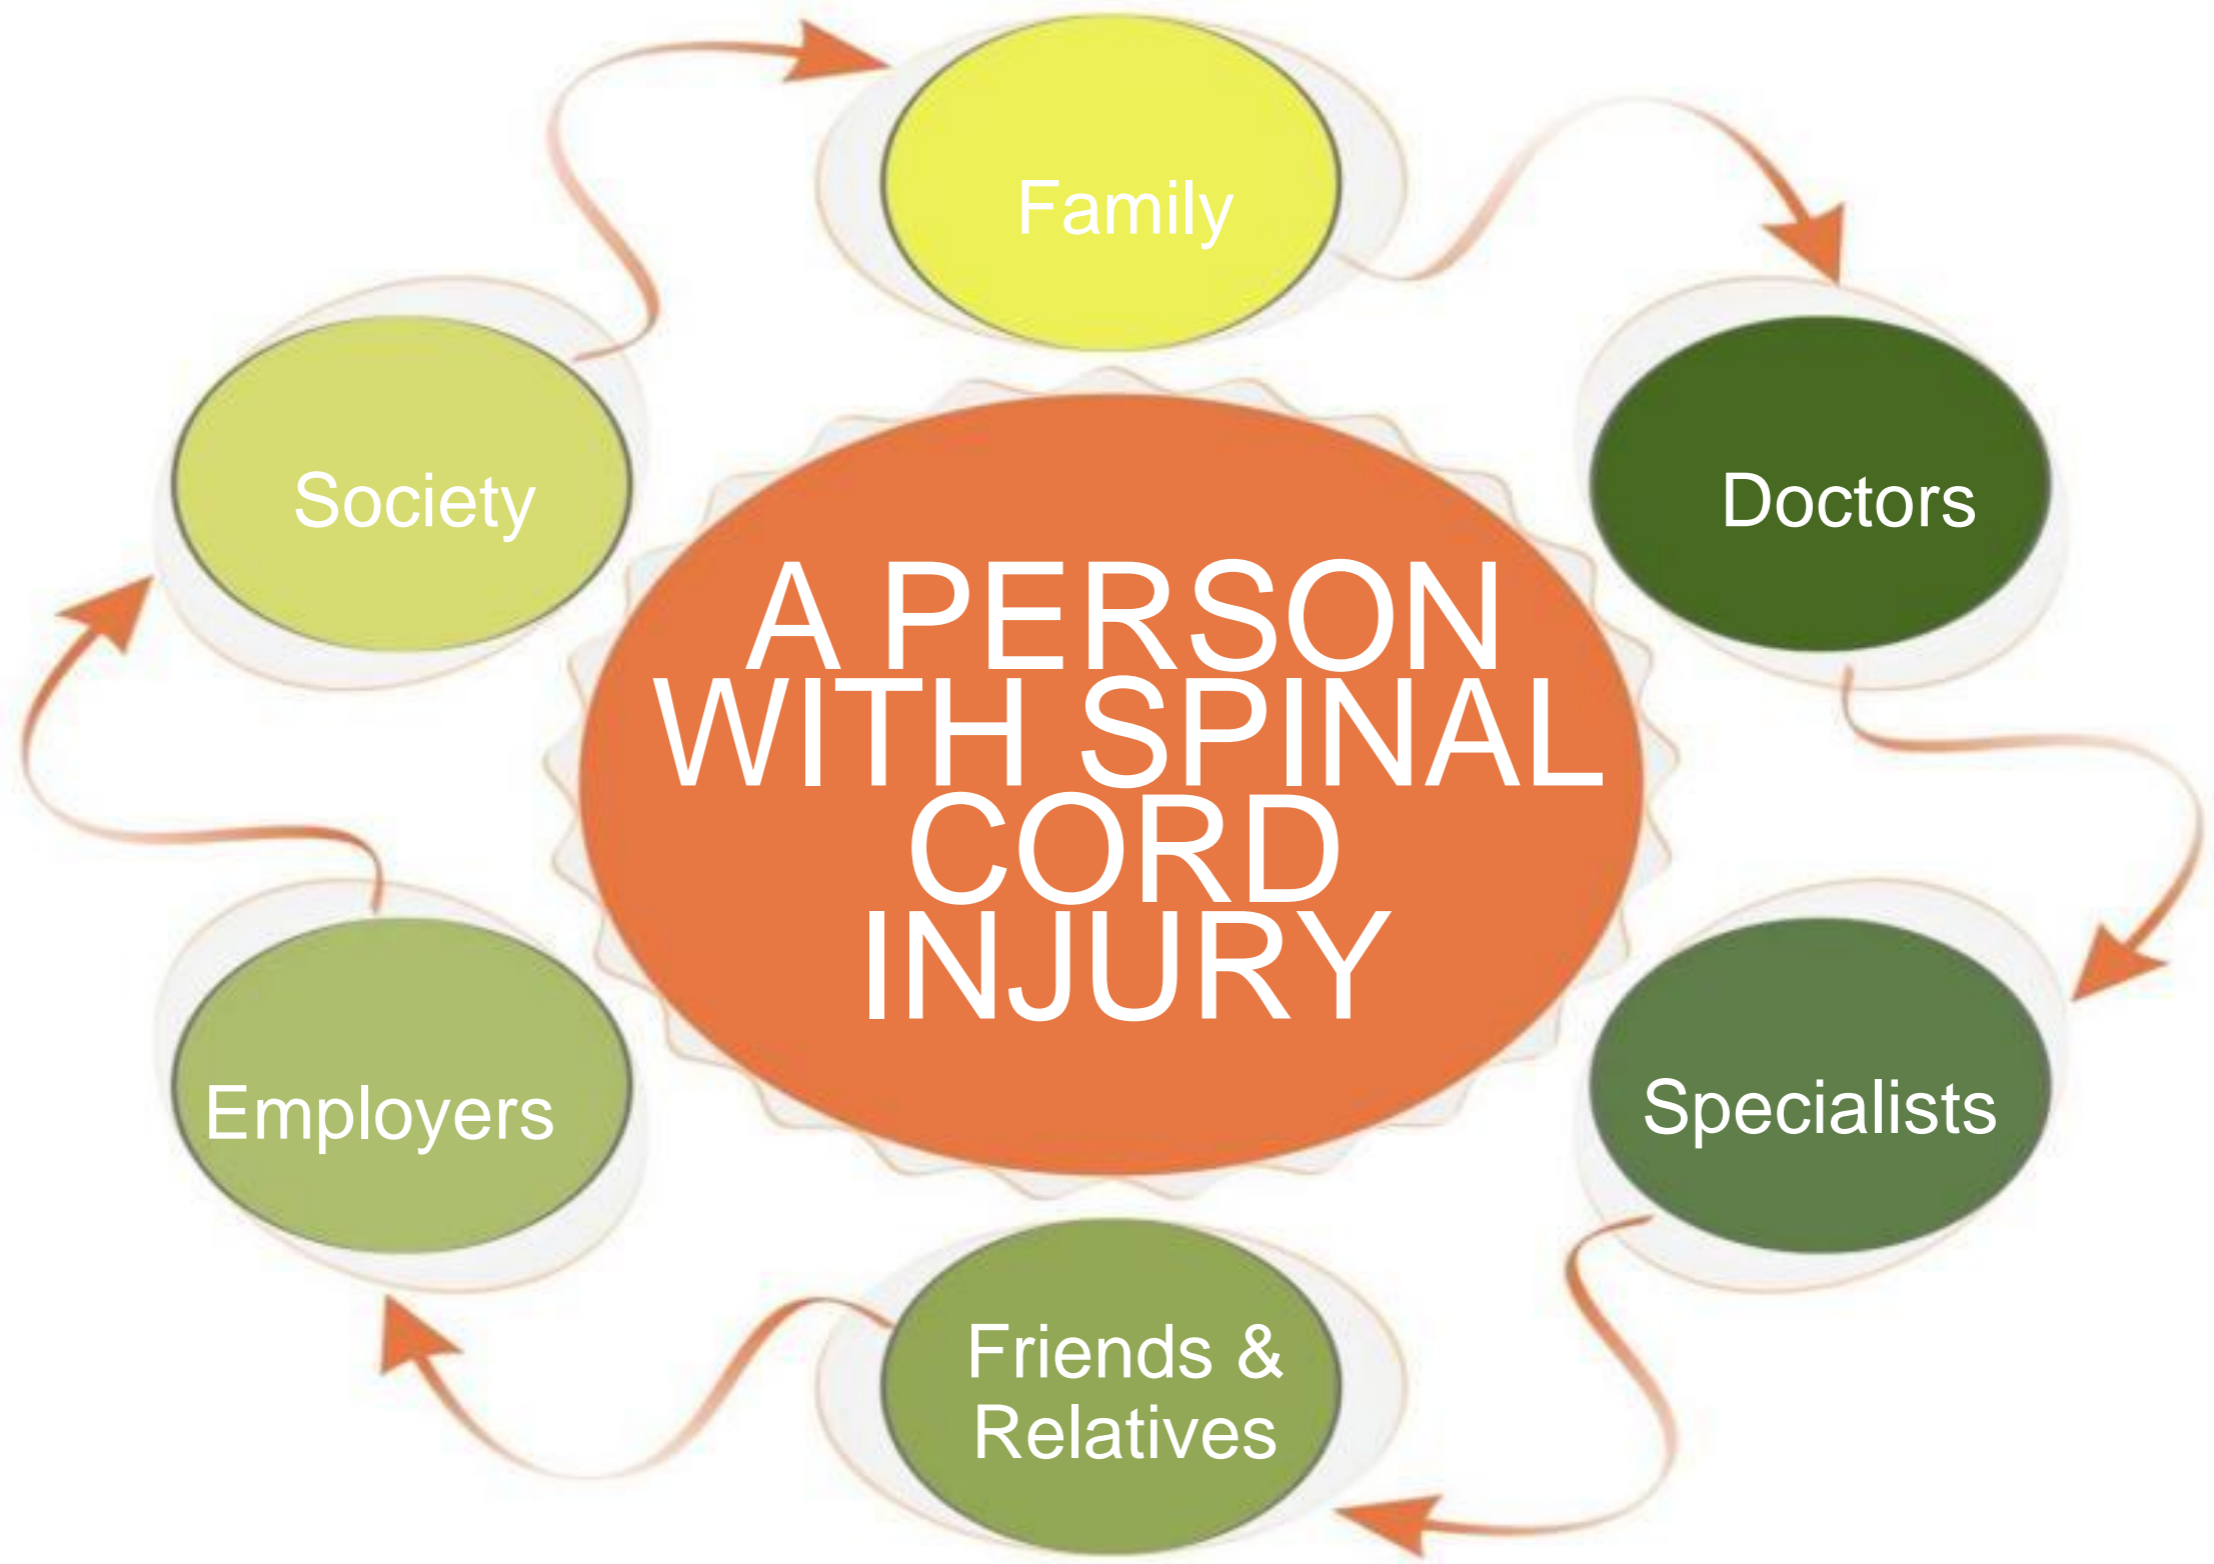 Family
Society
Doctors
A PERSON
WITH SPINAL
CORD
INJURY
Employers
Specialists
Friends &
Relatives